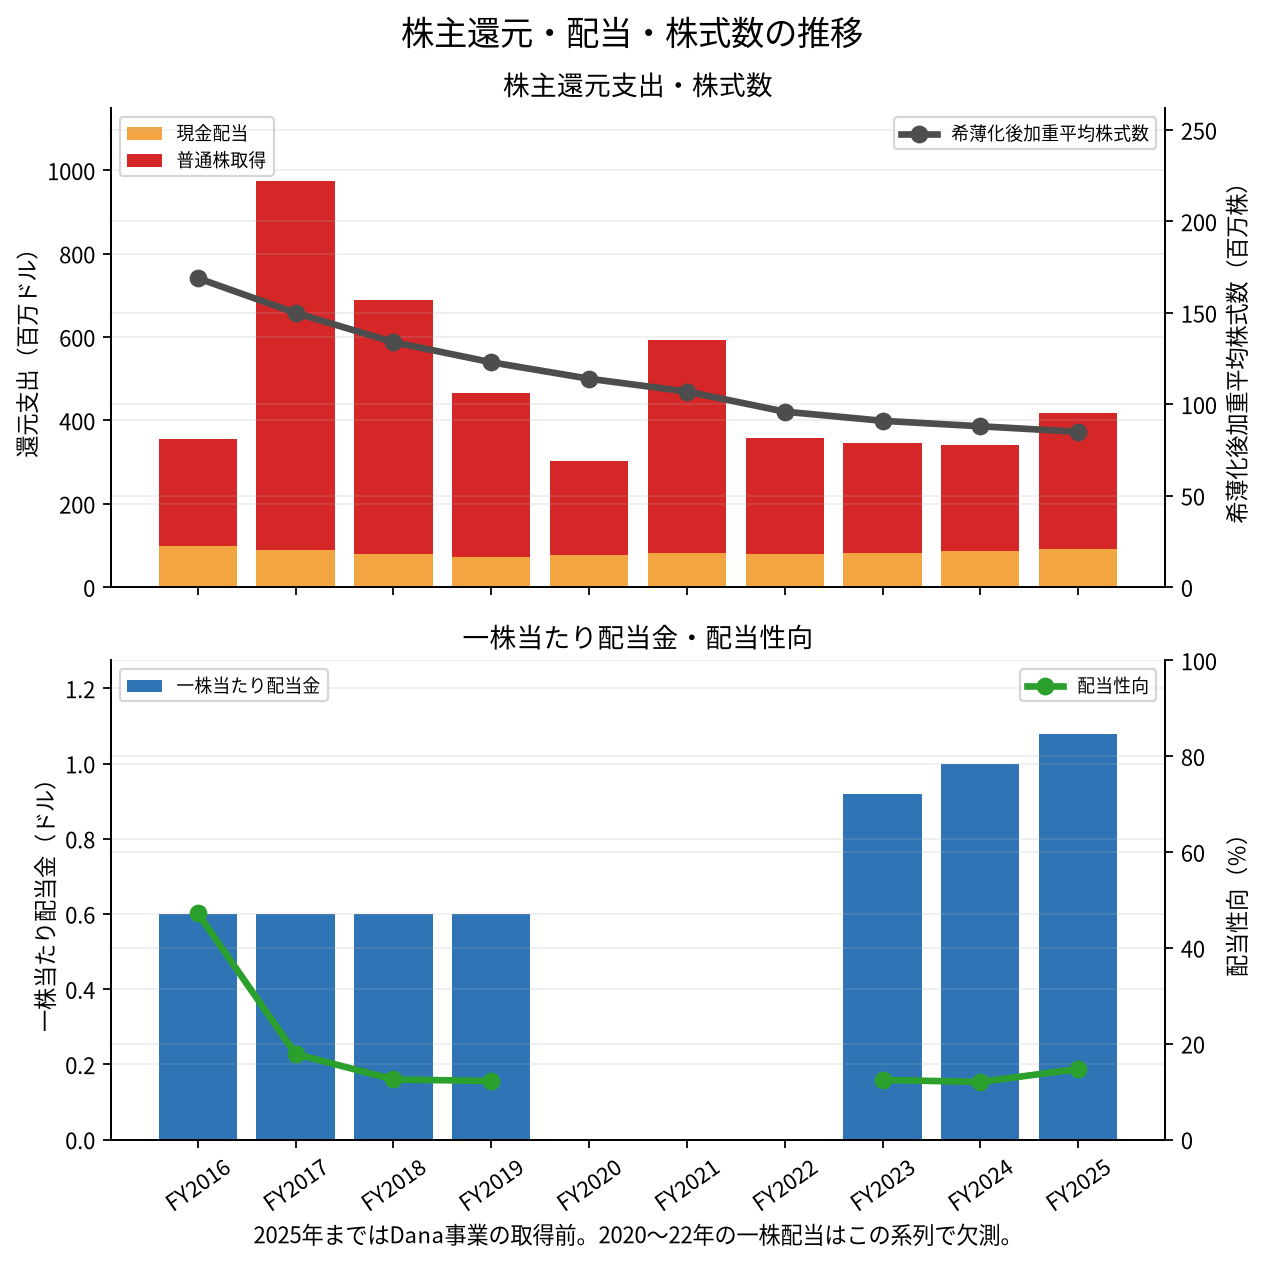 株主還元・配当・株式数の推移
株主還元支出・株式数
現金配当
普通株取得
希薄化後加重平均株式数
還元支出（百万ドル）
1000
800
600
400
200
0
250
200
150
100
50
0
希薄化後加重平均株式数（百万株）
一株当たり配当金・配当性向
一株当たり配当金
配当性向
一株当たり配当金（ドル）
1.2
1.0
0.8
0.6
0.4
0.2
0.0
100
80
60
40
20
0
配当性向（%）
FY2016
FY2017
FY2018
FY2019
FY2020
FY2021
FY2022
FY2023
FY2024
FY2025
2025年まではDana事業の取得前。2020～22年の一株配当はこの系列で欠測。